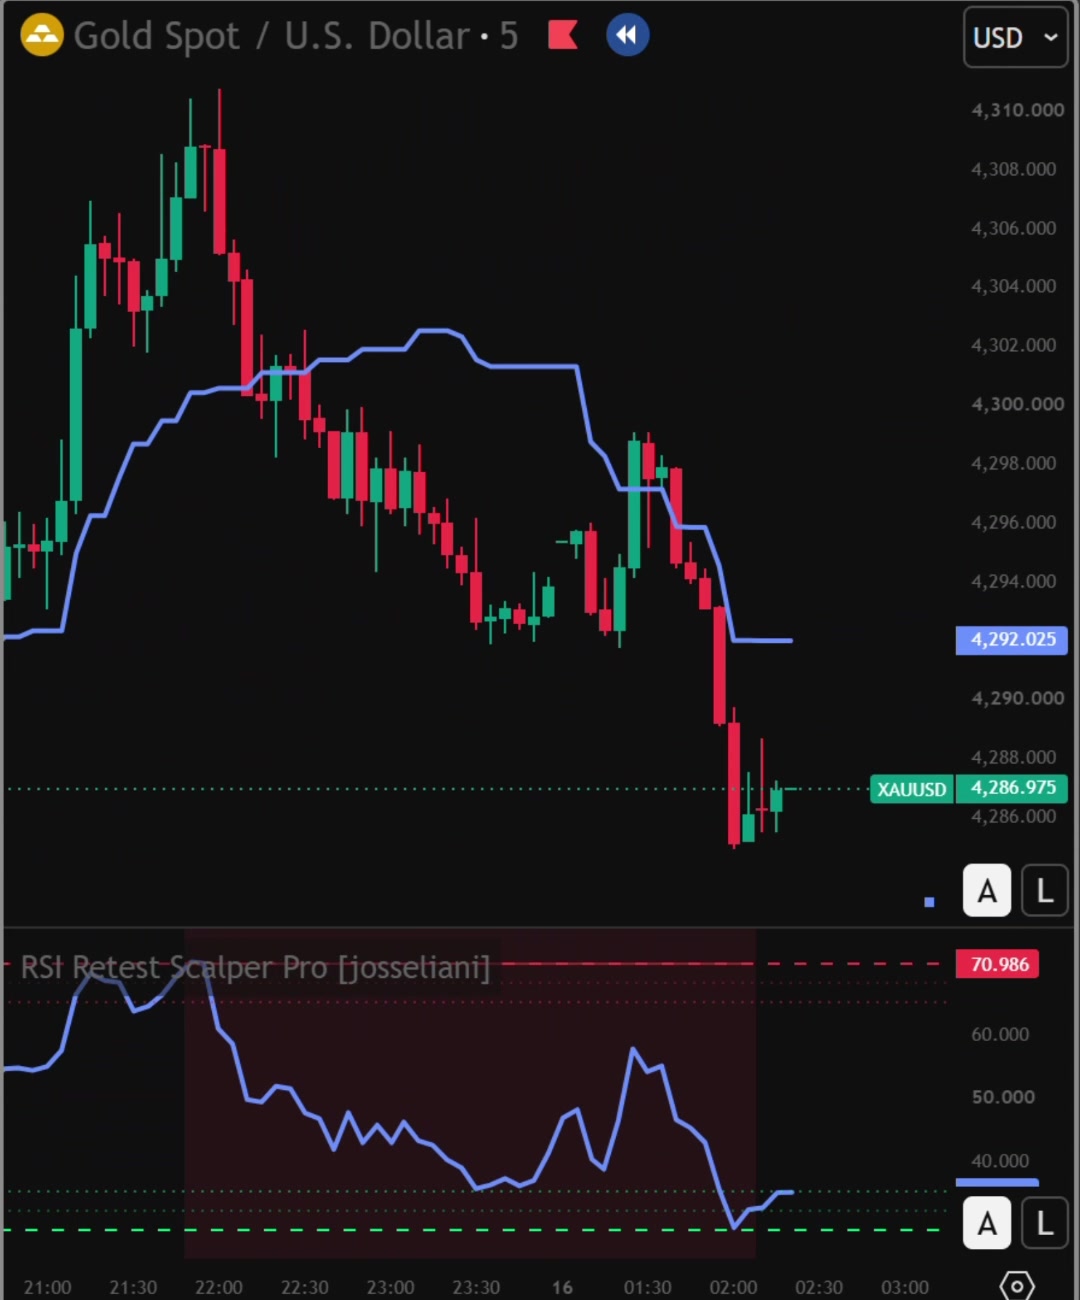 Gold Spot / U.S. Dollar · 5
USD
4,310.000
4,308.000
4,306.000
4,304.000
4,302.000
4,300.000
4,298.000
4,296.000
4,294.000
4,292.025
4,290.000
4,288.000
XAUUSD 4,286.975
4,286.000
A L
RSI Retest Scalper Pro [josseliani]
70.986
60.000
50.000
40.000
A L
21:00 21:30 22:00 22:30 23:00 23:30 16 01:30 02:00 02:30 03:00